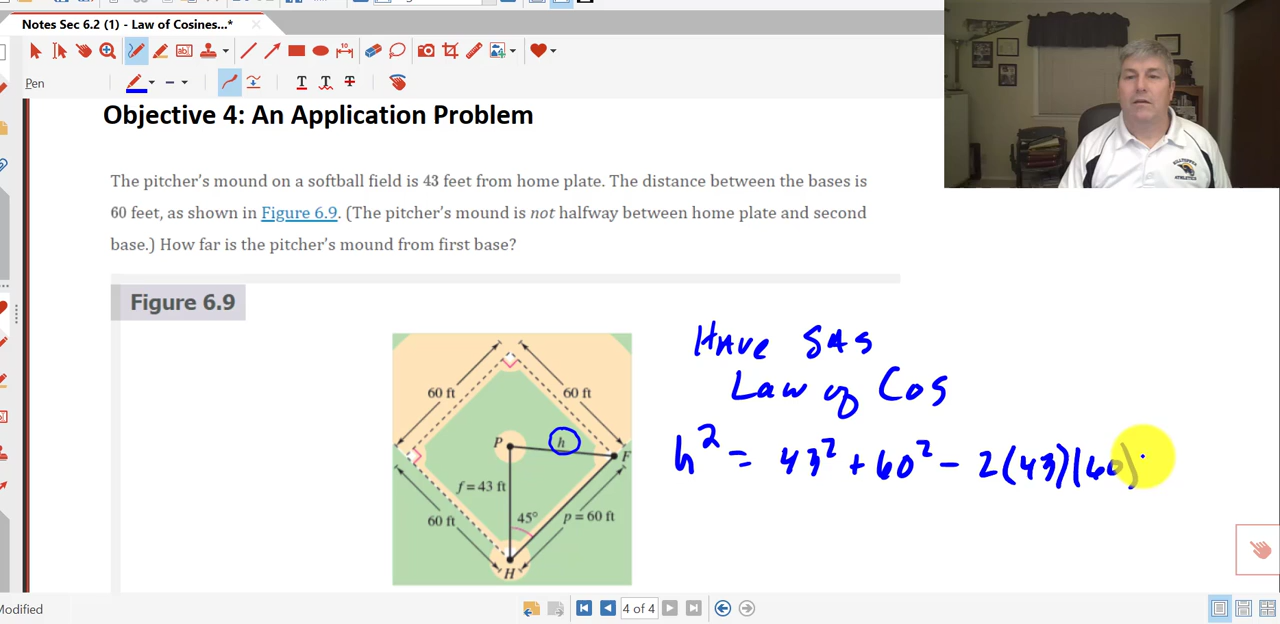 Notes Sec 6.2 (1) - Law of Cosines...*
Pen
Objective 4: An Application Problem
The pitcher's mound on a softball field is 43 feet from home plate. The distance between the bases is
60 feet, as shown in Figure 6.9. (The pitcher's mound is not halfway between home plate and second
base.) How far is the pitcher's mound from first base?
Figure 6.9
60 ft
60 ft
P
h
F
f = 43 ft
60 ft
45°
p = 60 ft
H
Have SAS
Law of Cos
h² = 43² + 60² - 2(43)(60)
HILLTOPPER
ATHLETICS
Modified
4 of 4